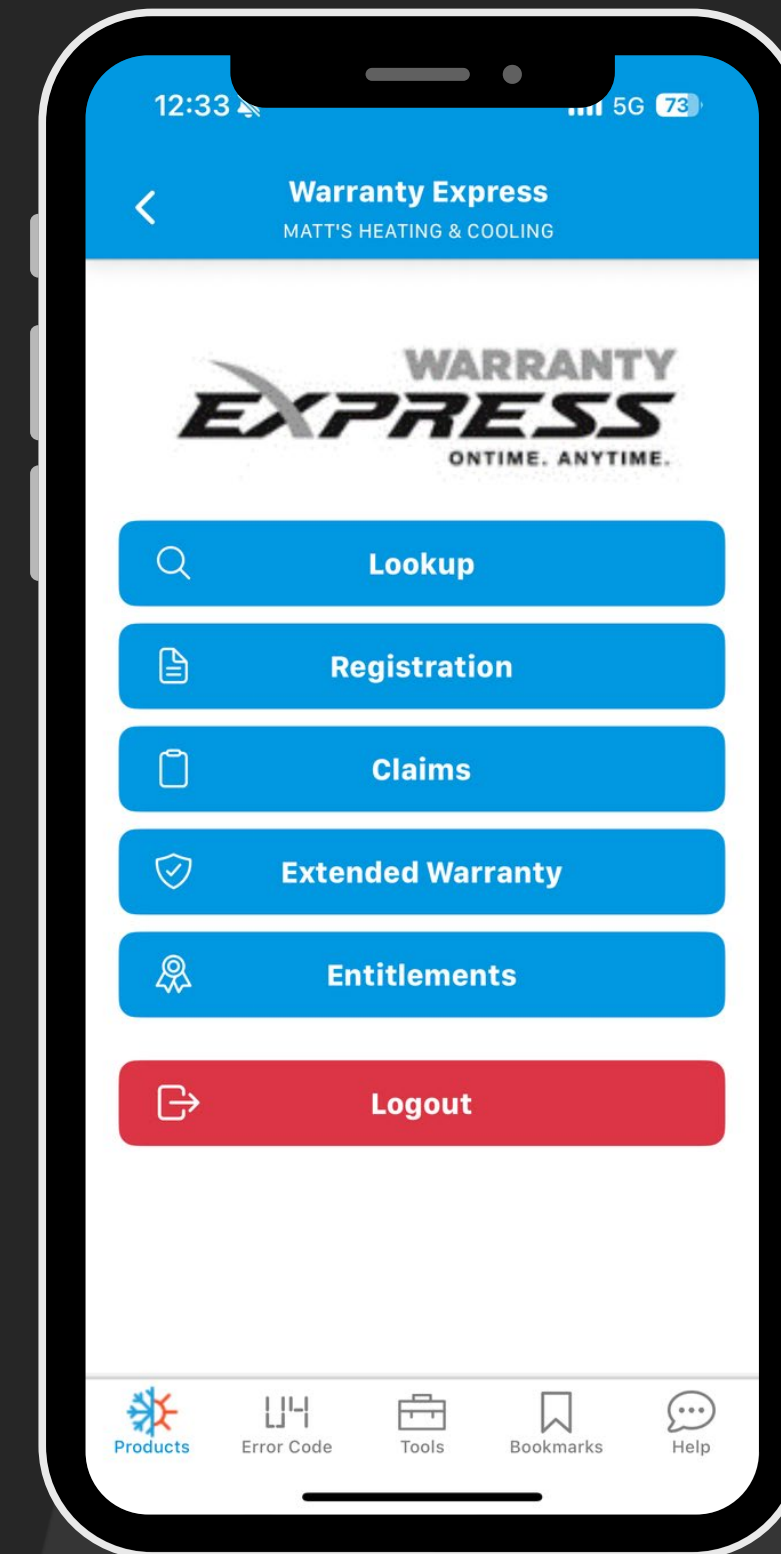 12:33
5G 73
Warranty Express
MATT'S HEATING & COOLING
WARRANTY
EXPRESS
ONTIME. ANYTIME.
Lookup
Registration
Claims
Extended Warranty
Entitlements
Logout
U4
Products Error Code Tools Bookmarks Help